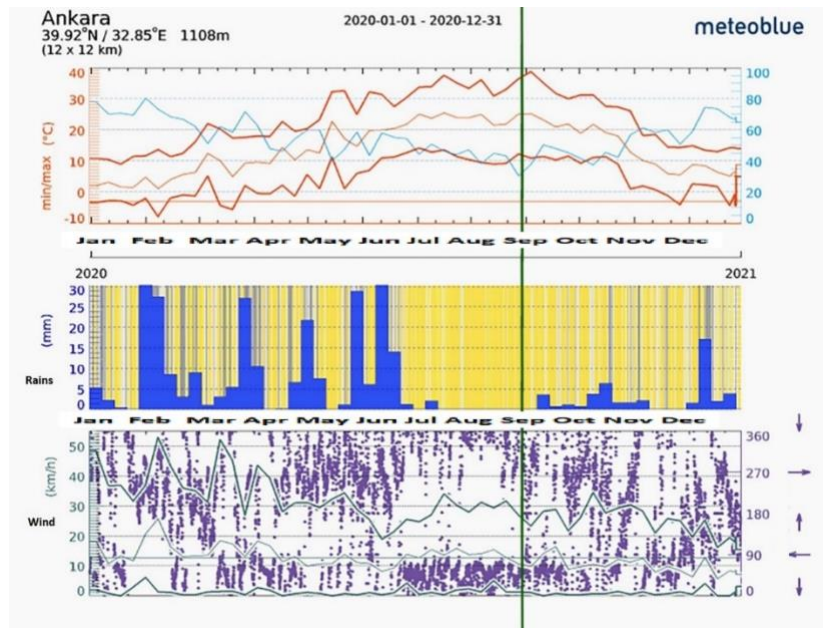 Ankara
39.92°N / 32.85°E 1108m
(12 x 12 km)
2020-01-01 - 2020-12-31
meteoblue
min/max (°C)
40
30
20
10
0
-10
100
80
60
40
20
0
Jan Feb Mar Apr May Jun Jul Aug Sep Oct Nov Dec
2020 2021
Rains
(mm)
30
25
20
15
10
5
0
Jan Feb Mar Apr May Jun Jul Aug Sep Oct Nov Dec
Wind
(km/h)
50
40
30
20
10
0
360
270
180
90
0